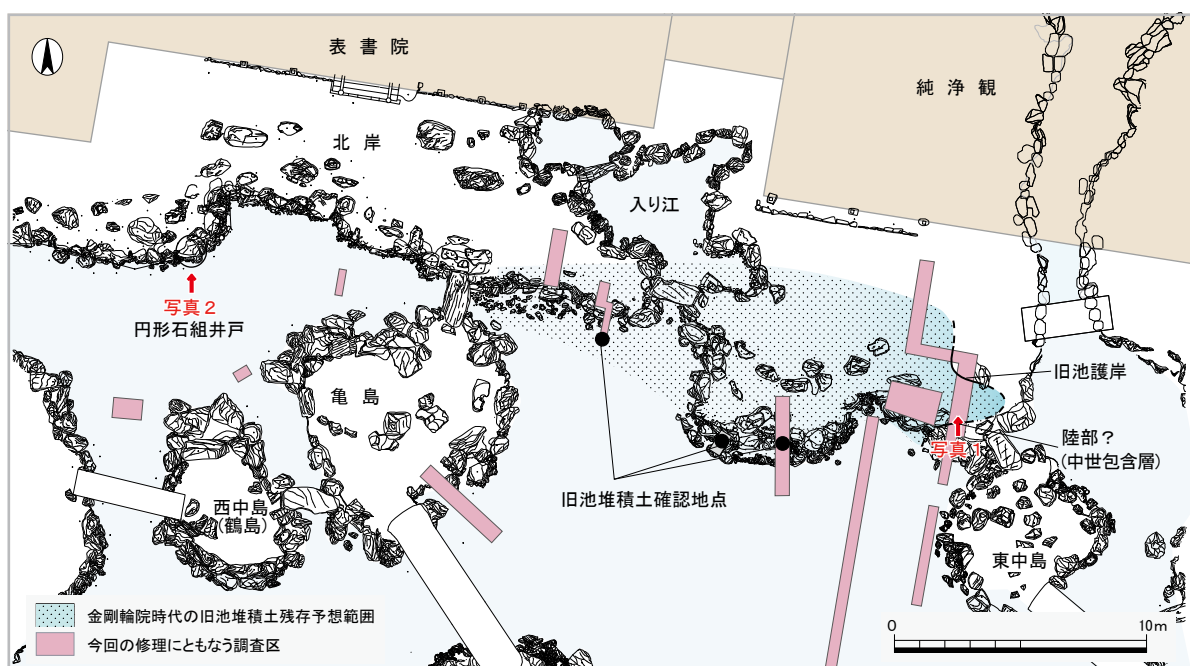 表書院
純浄観
北岸
入り江
写真2
円形石組井戸
旧池護岸
亀島
陸部?
(中世包含層)
写真1
旧池堆積土確認地点
西中島
(鶴島)
東中島
金剛輪院時代の旧池堆積土残存予想範囲
今回の修理にともなう調査区
0 10m